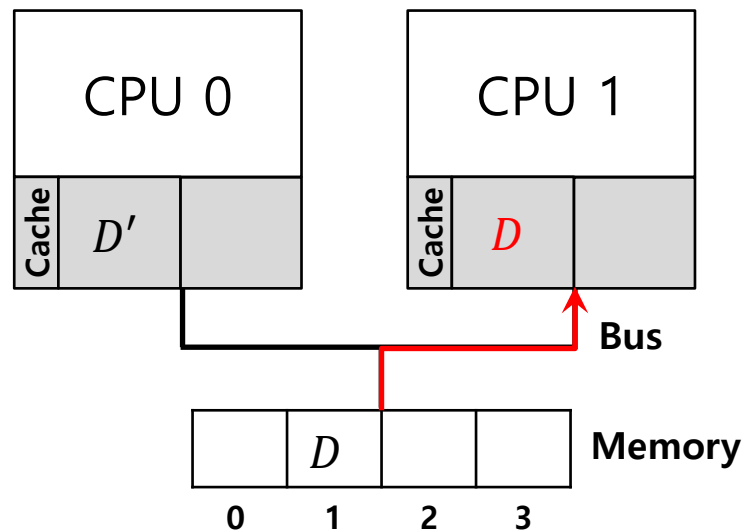 CPU 0
CPU 1
Cache
D′
Cache
D
Bus
D
Memory
0 1 2 3